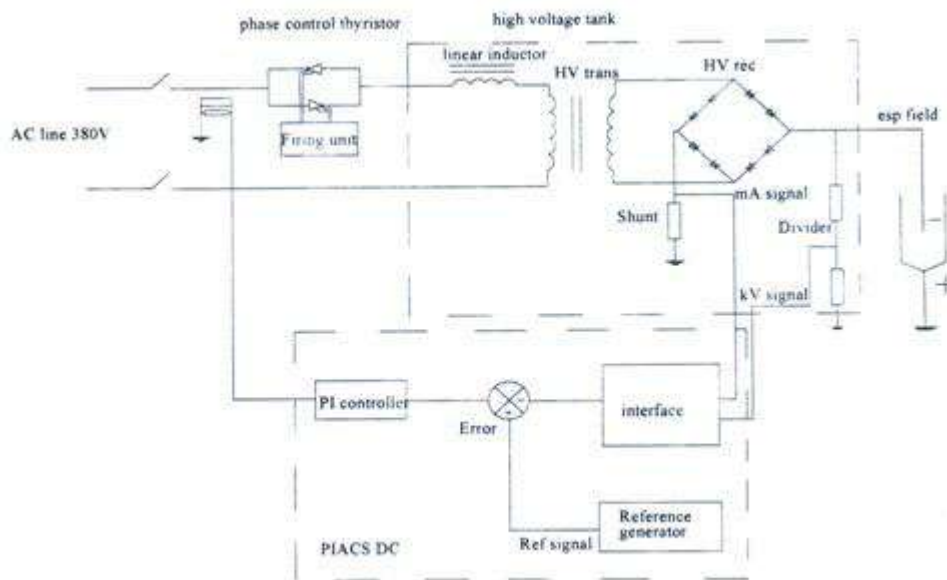 phase control thyristor
high voltage tank
linear inductor
HV trans
HV rec
esp field
AC line 380V
Firing unit
mA signal
Shunt
Divider
kV signal
PI controller
interface
Error
Reference
generator
Ref signal
PIACS DC